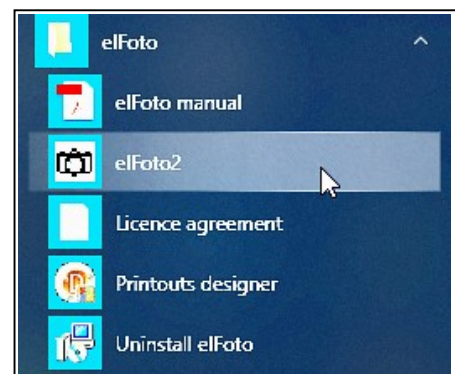 elFoto
elFoto manual
elFoto2
Licence agreement
Printouts designer
Uninstall elFoto